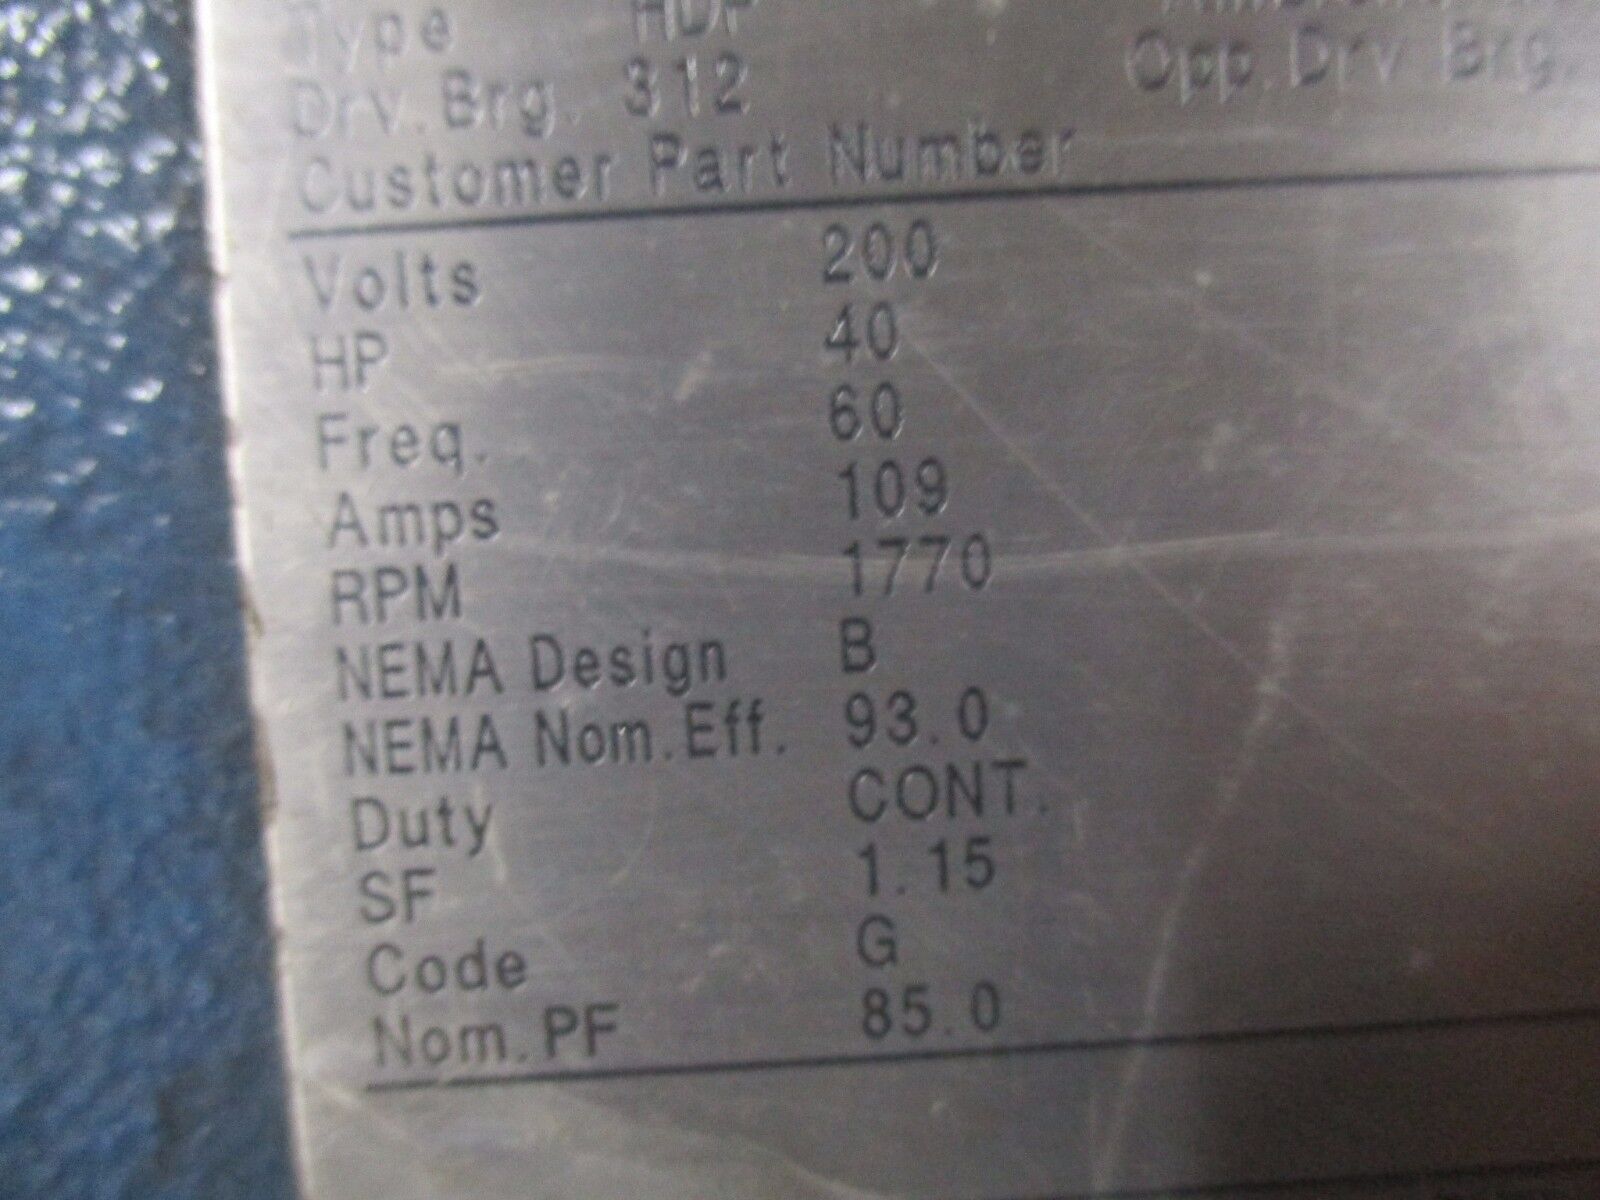 Type HDP
Drv. Brg. 312 Opp. Drv Brg.
Customer Part Number
Volts 200
HP 40
Freq. 60
Amps 109
RPM 1770
NEMA Design B
NEMA Nom. Eff. 93.0
Duty CONT.
SF 1.15
Code G
Nom. PF 85.0